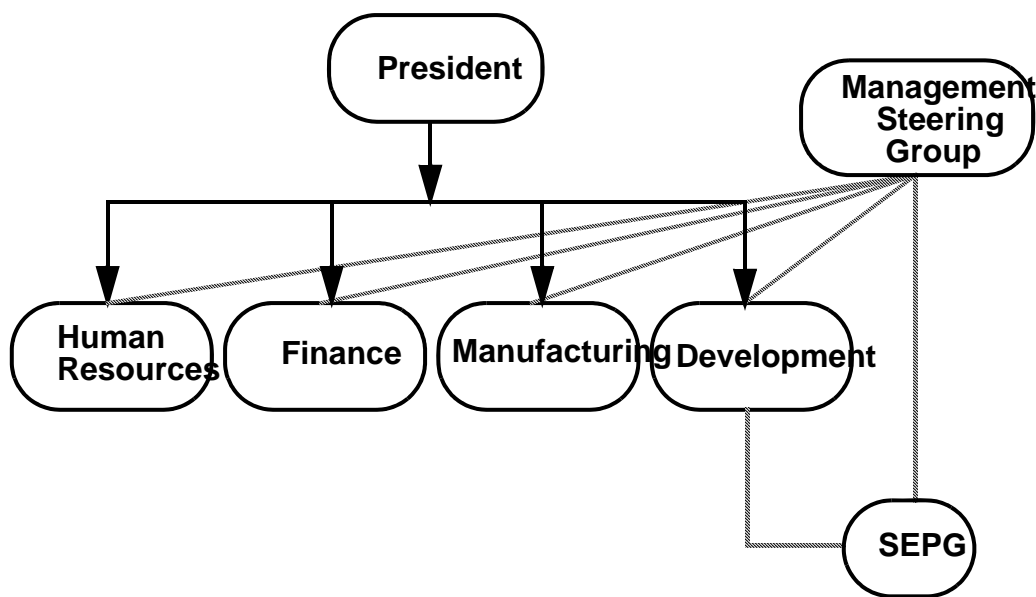 President
Management
Steering
Group
Human
Resources
Finance
Manufacturing
Development
SEPG